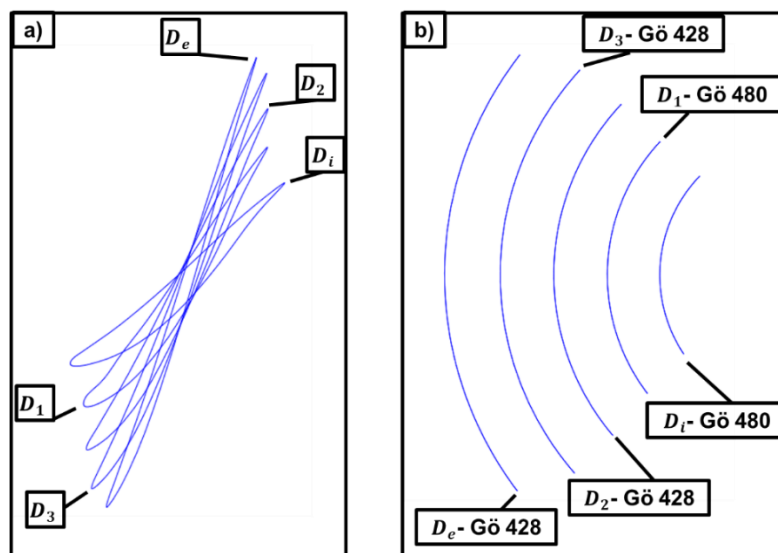 a)
D_e
D_2
D_i
D_1
D_3
b)
D_3- Gö 428
D_1- Gö 480
D_i- Gö 480
D_2- Gö 428
D_e- Gö 428